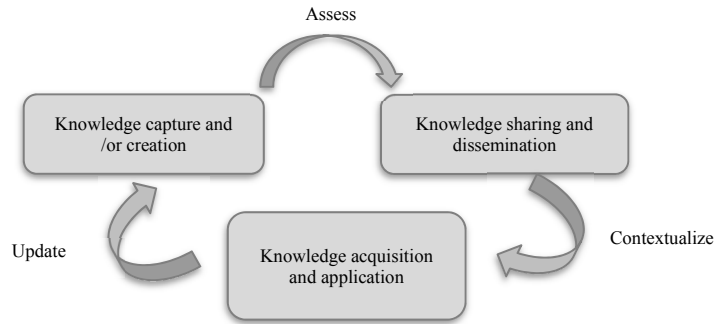 Assess
Knowledge capture and
/or creation
Knowledge sharing and
dissemination
Update
Knowledge acquisition
and application
Contextualize